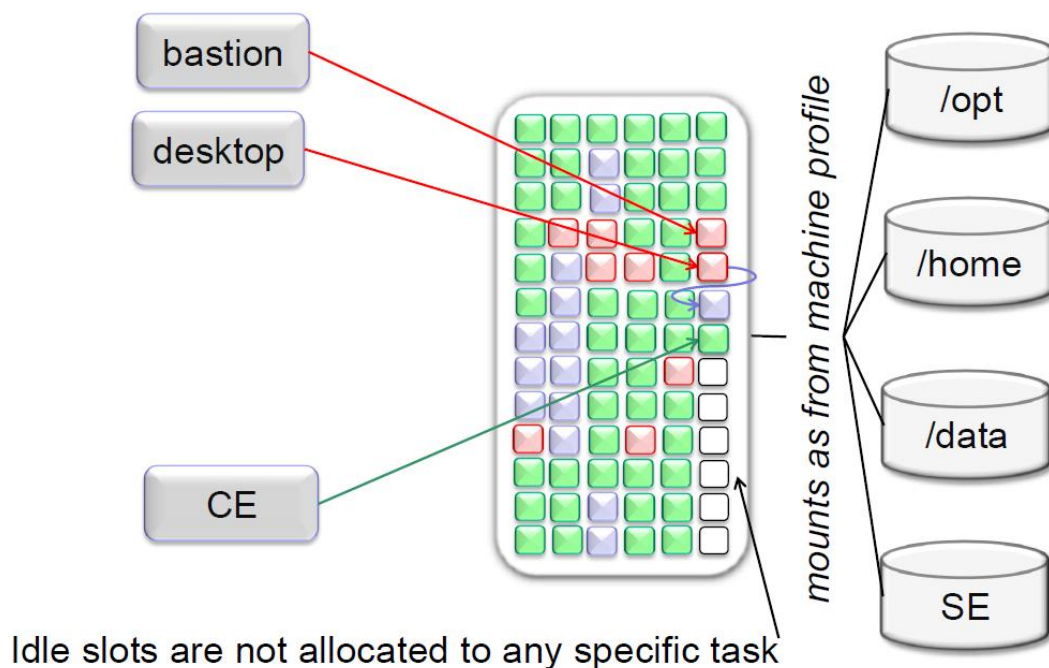 bastion
desktop
CE
mounts as from machine profile
/opt
/home
/data
SE
Idle slots are not allocated to any specific task